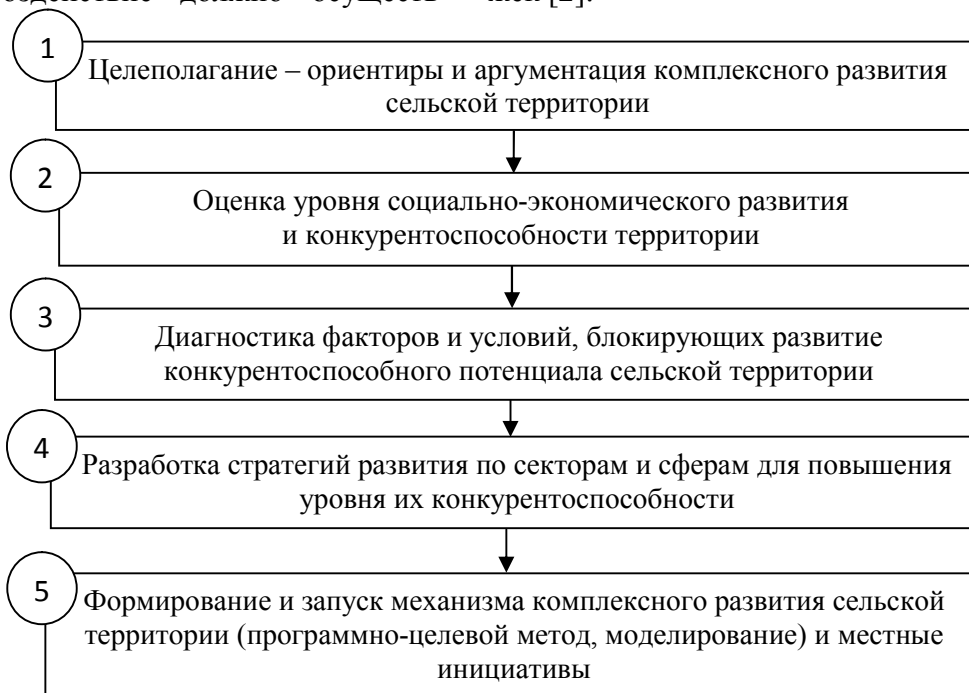 должно
[2].
1
Целеполагание – ориентиры и аргументация комплексного развития
сельской территории
2
Оценка уровня социально-экономического развития
и конкурентоспособности территории
3
Диагностика факторов и условий, блокирующих развитие
конкурентоспособного потенциала сельской территории
4
Разработка стратегий развития по секторам и сферам для повышения
уровня их конкурентоспособности
5
Формирование и запуск механизма комплексного развития сельской
территории (программно-целевой метод, моделирование) и местные
инициативы